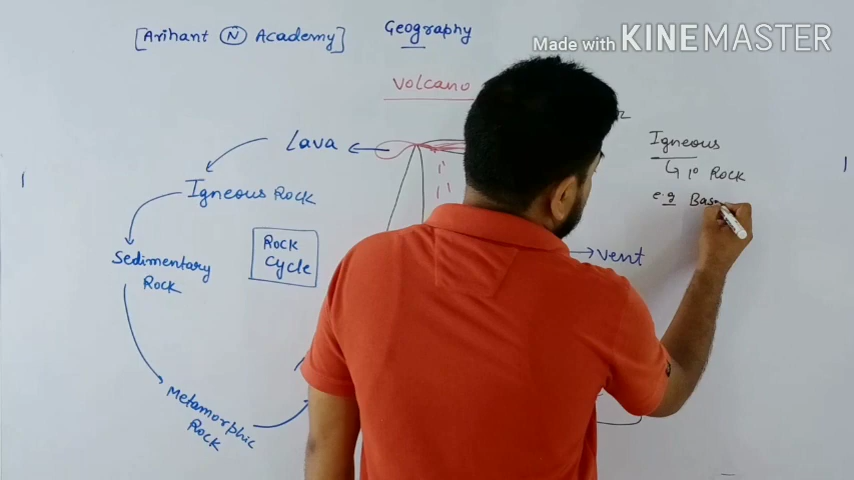 [Arihant (N) Academy] Geography
Made with KINEMASTER
Volcano
Lava
Igneous
1° Rock
e.g
Igneous Rock
Rock
Cycle
Vent
Sedimentary
Rock
Metamorphic
Rock